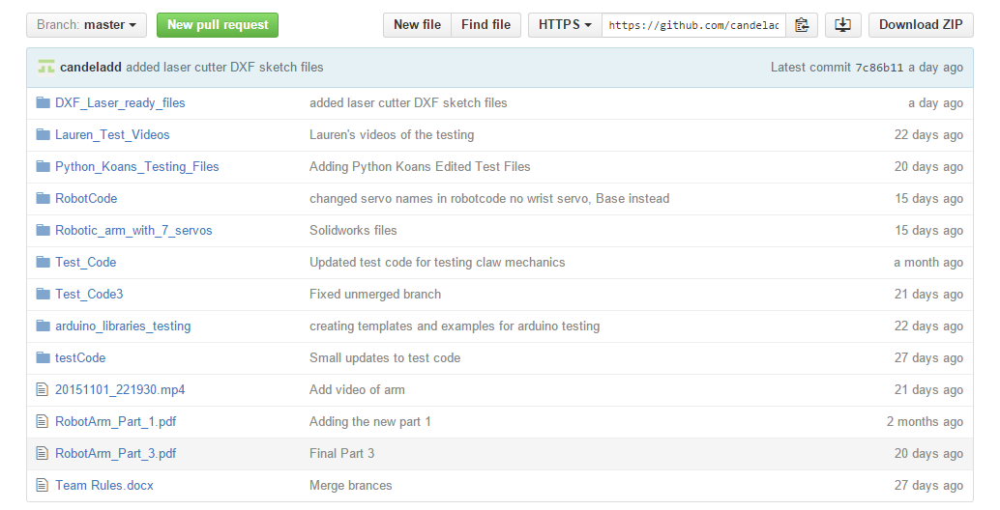 Branch: master New pull request New file Find file HTTPS https://github.com/candelad Download ZIP
candeladd added laser cutter DXF sketch files Latest commit 7c86b11 a day ago
DXF_Laser_ready_files added laser cutter DXF sketch files a day ago
Lauren_Test_Videos Lauren's videos of the testing 22 days ago
Python_Koans_Testing_Files Adding Python Koans Edited Test Files 20 days ago
RobotCode changed servo names in robotcode no wrist servo, Base instead 15 days ago
Robotic_arm_with_7_servos Solidworks files 15 days ago
Test_Code Updated test code for testing claw mechanics a month ago
Test_Code3 Fixed unmerged branch 21 days ago
arduino_libraries_testing creating templates and examples for arduino testing 22 days ago
testCode Small updates to test code 27 days ago
20151101_221930.mp4 Add video of arm 21 days ago
RobotArm_Part_1.pdf Adding the new part 1 2 months ago
RobotArm_Part_3.pdf Final Part 3 20 days ago
Team Rules.docx Merge brances 27 days ago